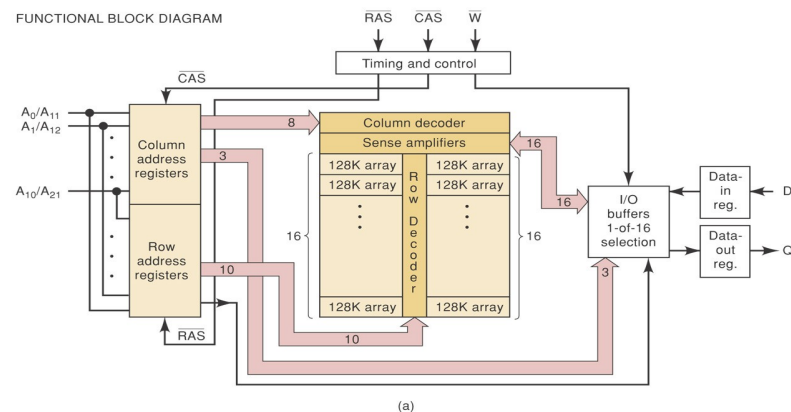 FUNCTIONAL BLOCK DIAGRAM
RAS CAS W
Timing and control
CAS
A0/A11
A1/A12
A10/A21
Column
address
registers
Row
address
registers
RAS
8
3
10
10
Column decoder
Sense amplifiers
128K array
128K array
128K array
128K array
128K array
128K array
Row Decoder
16
16
16
16
3
I/O
buffers
1-of-16
selection
Data-
in reg.
D
Data-
out
reg.
Q
(a)